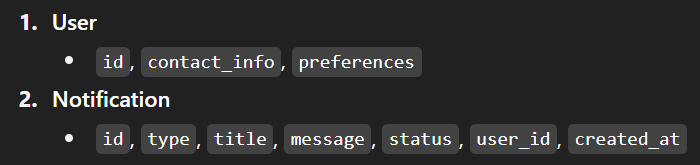 1. User
• id, contact_info, preferences
2. Notification
• id, type, title, message, status, user_id, created_at